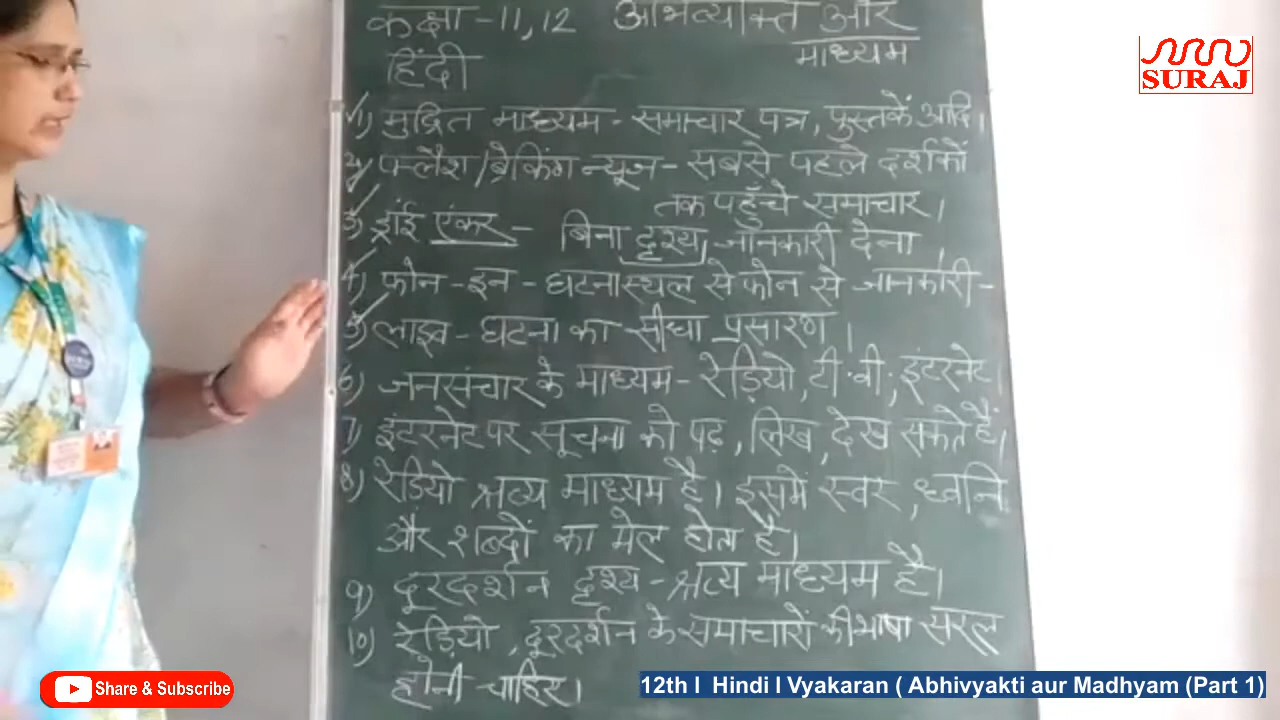 कक्षा - 11, 12 अभिव्यक्ति और
माध्यम
हिंदी
SURAJ
1) मुद्रित माध्यम - समाचार पत्र, पुस्तकें आदि।
2) फ्लैश/ब्रेकिंग न्यूज - सबसे पहले दर्शकों
तक पहुँचे समाचार।
3) ड्राई एंकर - बिना दृश्य जानकारी देना।
4) फोन - इन - घटनास्थल से फोन से जानकारी -
5) लाइव - घटना का सीधा प्रसारण।
6) जनसंचार के माध्यम - रेडियो, टी.वी., इंटरनेट।
7) इंटरनेट पर सूचना को पढ़, लिख, देख सकते हैं।
8) रेडियो श्रव्य माध्यम है। इसमें स्वर, ध्वनि
और शब्दों का मेल होता है।
9) दूरदर्शन दृश्य - श्रव्य माध्यम है।
10) रेडियो, दूरदर्शन के समाचारों की भाषा सरल
होनी चाहिए।
Share & Subscribe
12th I Hindi I Vyakaran ( Abhivyakti aur Madhyam (Part 1)